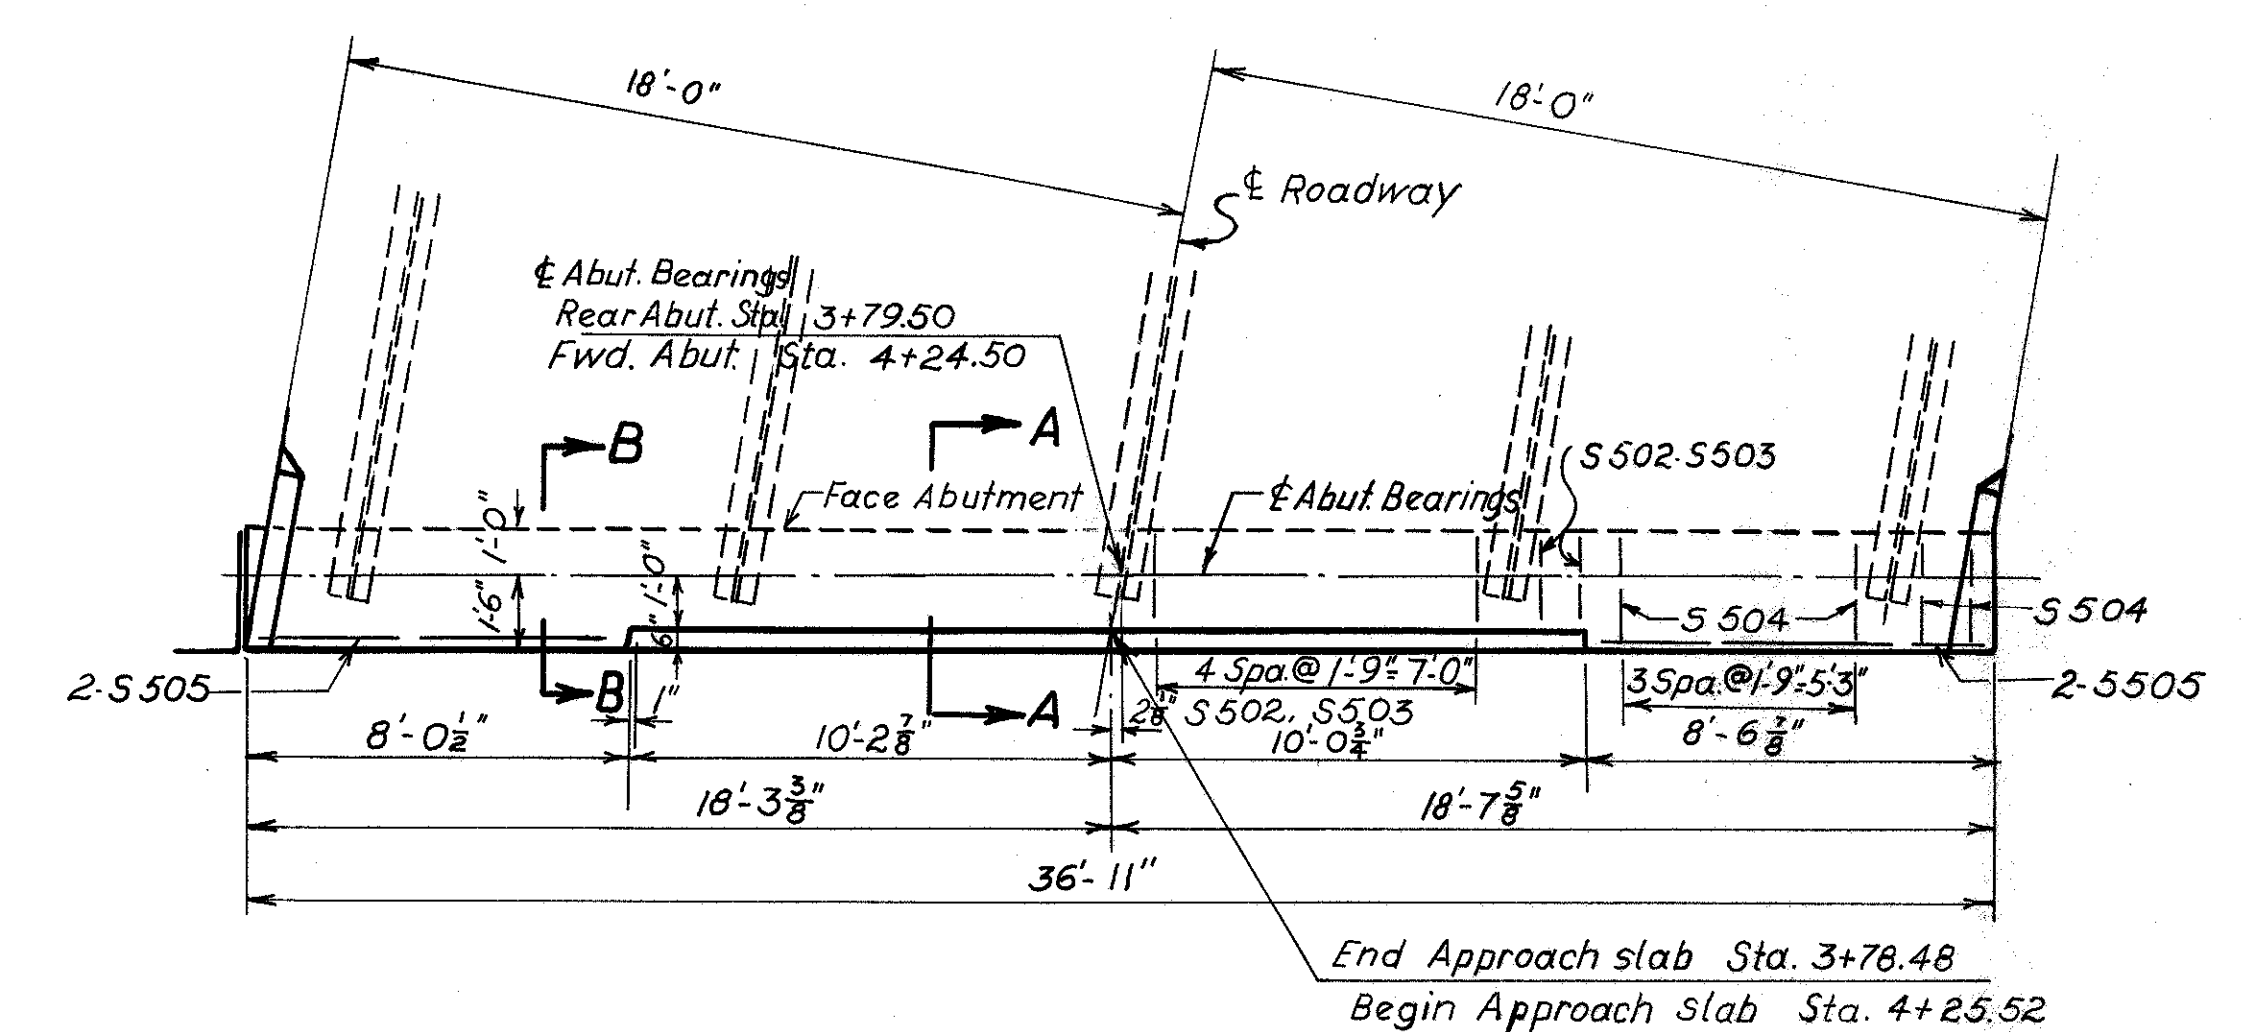 18'-0"
18'-0"
℄ Roadway
℄ Abut. Bearings
Rear Abut. Sta. 3+79.50
Fwd. Abut. Sta. 4+24.50
B
A
S502-S503
Face Abutment
℄ Abut. Bearings
1'-0"
1'-6"
1'-0"
6"
S504
S504
2-S505
B
1"
A
4 Spa.@ 1'-9"=7'-0"
S502, S503
2 1/8"
3 Spa.@1'-9"=5'-3"
2-S505
8'-0 1/2"
10'-2 7/8"
10'-0 3/4"
8'-6 7/8"
18'-3 3/8"
18'-7 5/8"
36'-11"
End Approach slab Sta. 3+78.48
Begin Approach slab Sta. 4+25.52